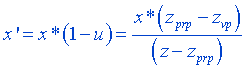 x' = x * (1 − u) = x * (z_prp − z_vp) / (z − z_prp)